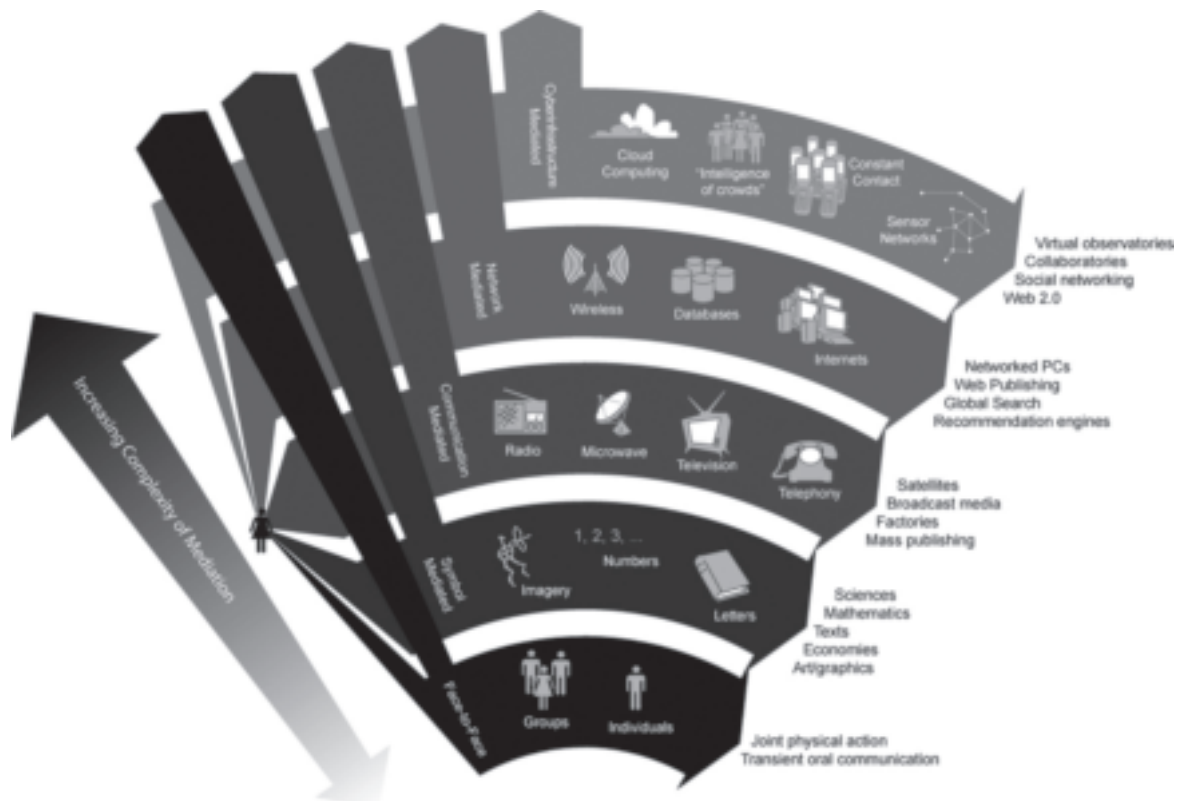 Cyberinfrastructure
Mediated
Cloud
Computing
"Intelligence
of crowds"
Constant
Contact
Sensor
Networks
Virtual observatories
Collaboratories
Social networking
Web 2.0
Network
Mediated
Wireless
Databases
Internets
Networked PCs
Web Publishing
Global Search
Recommendation engines
Communication
Mediated
Radio
Microwave
Television
Telephony
Satellites
Broadcast media
Factories
Mass publishing
Symbol
Mediated
Imagery
1, 2, 3, ...
Numbers
Letters
Sciences
Mathematics
Texts
Economies
Art/graphics
Face-to-Face
Groups
Individuals
Joint physical action
Transient oral communication
Increasing Complexity of Mediation